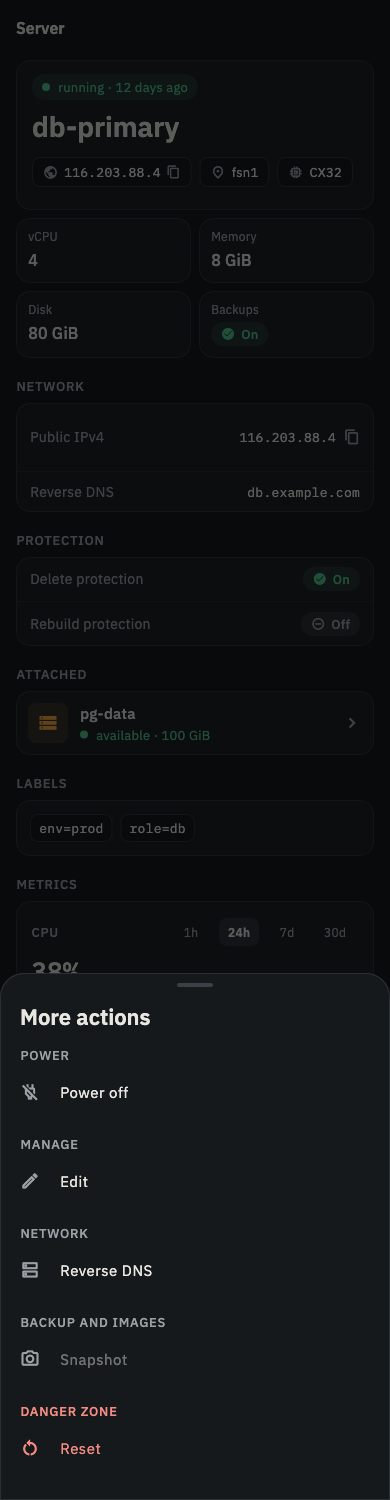 Server
running · 12 days ago
db-primary
116.203.88.4 fsn1 CX32
vCPU Memory
4 8 GiB
Disk Backups
80 GiB On
NETWORK
Public IPv4 116.203.88.4
Reverse DNS db.example.com
PROTECTION
Delete protection On
Rebuild protection Off
ATTACHED
pg-data
available · 100 GiB
LABELS
env=prod role=db
METRICS
CPU 1h 24h 7d 30d
38%
More actions
POWER
Power off
MANAGE
Edit
NETWORK
Reverse DNS
BACKUP AND IMAGES
Snapshot
DANGER ZONE
Reset